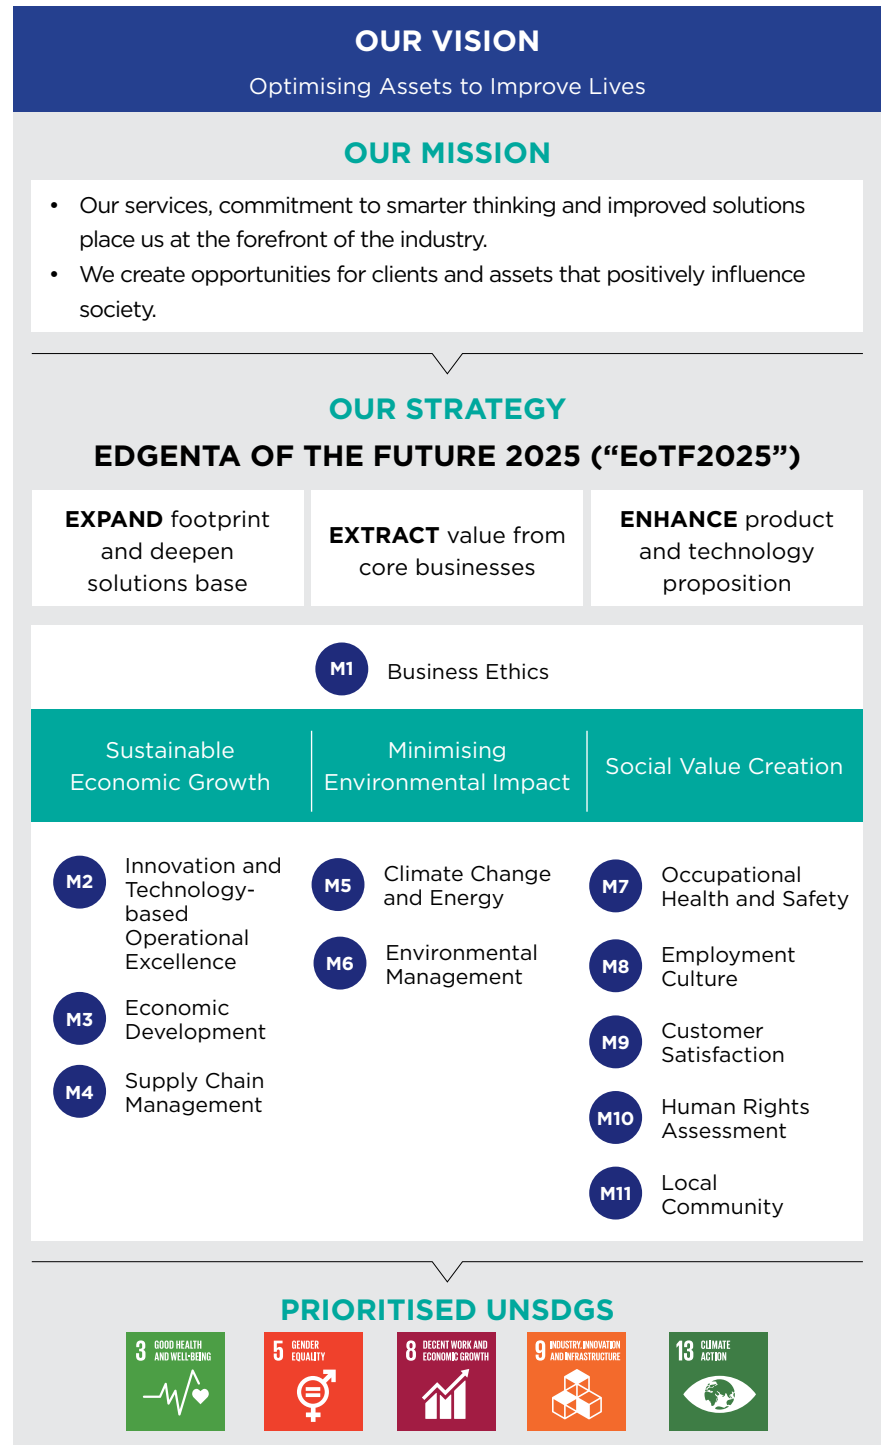 OUR VISION
Optimising Assets to Improve Lives
OUR MISSION
• Our services, commitment to smarter thinking and improved solutions
place us at the forefront of the industry.
• We create opportunities for clients and assets that positively influence
society.
OUR STRATEGY
EDGENTA OF THE FUTURE 2025 (“EoTF2025”)
EXPAND footprint
and deepen
solutions base
EXTRACT value from
core businesses
ENHANCE product
and technology
proposition
M1 Business Ethics
Sustainable
Economic Growth
Minimising
Environmental Impact
Social Value Creation
M2 Innovation and
Technology-
based
Operational
Excellence
M3 Economic
Development
M4 Supply Chain
Management
M5 Climate Change
and Energy
M6 Environmental
Management
M7 Occupational
Health and Safety
M8 Employment
Culture
M9 Customer
Satisfaction
M10 Human Rights
Assessment
M11 Local
Community
PRIORITISED UNSDGS
3 GOOD HEALTH
AND WELL-BEING
5 GENDER
EQUALITY
8 DECENT WORK AND
ECONOMIC GROWTH
9 INDUSTRY, INNOVATION
AND INFRASTRUCTURE
13 CLIMATE
ACTION